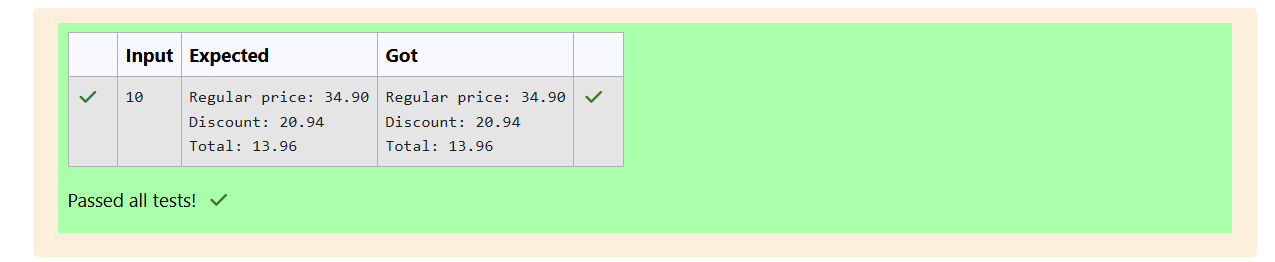 Input Expected Got
10 Regular price: 34.90 Regular price: 34.90
Discount: 20.94 Discount: 20.94
Total: 13.96 Total: 13.96
Passed all tests!